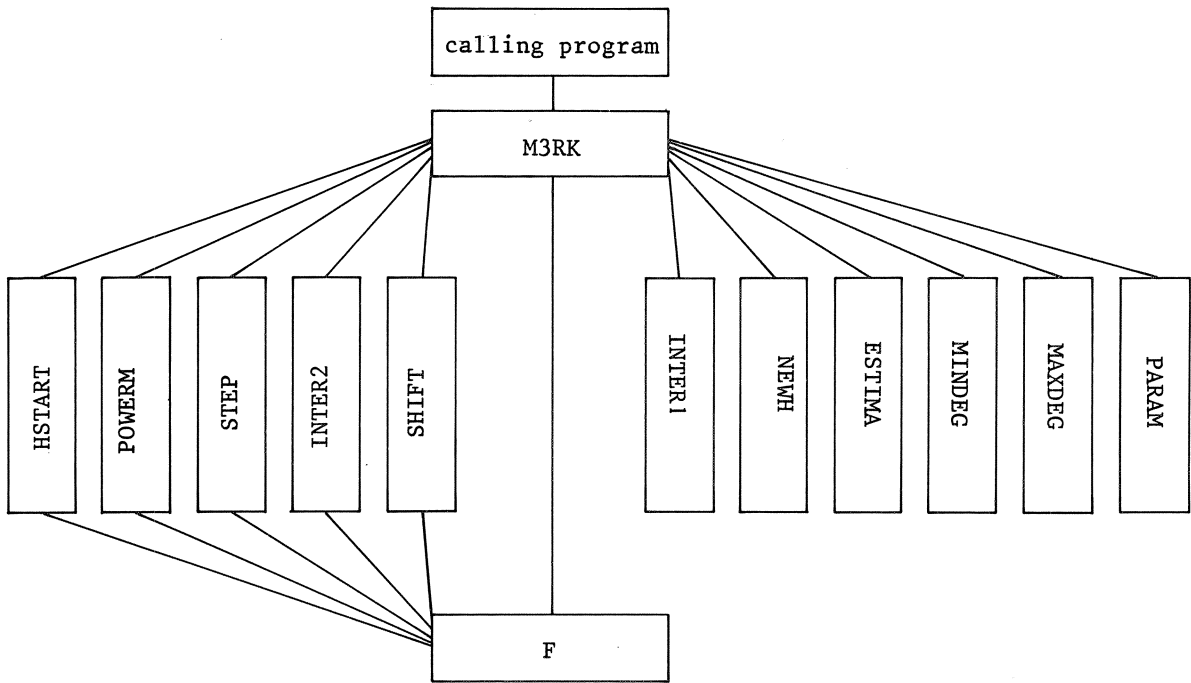 calling program
M3RK
HSTART
POWERM
STEP
INTER2
SHIFT
INTER1
NEWH
ESTIMA
MINDEG
MAXDEG
PARAM
F